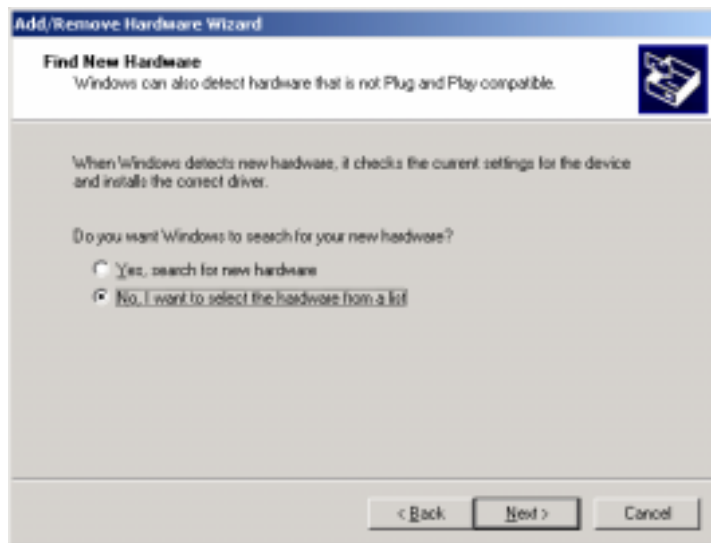 Add/Remove Hardware Wizard
Find New Hardware
Windows can also detect hardware that is not Plug and Play compatible.
When Windows detects new hardware, it checks the current settings for the device
and installs the correct driver.
Do you want Windows to search for your new hardware?
Yes, search for new hardware
No, I want to select the hardware from a list
< Back
Next >
Cancel